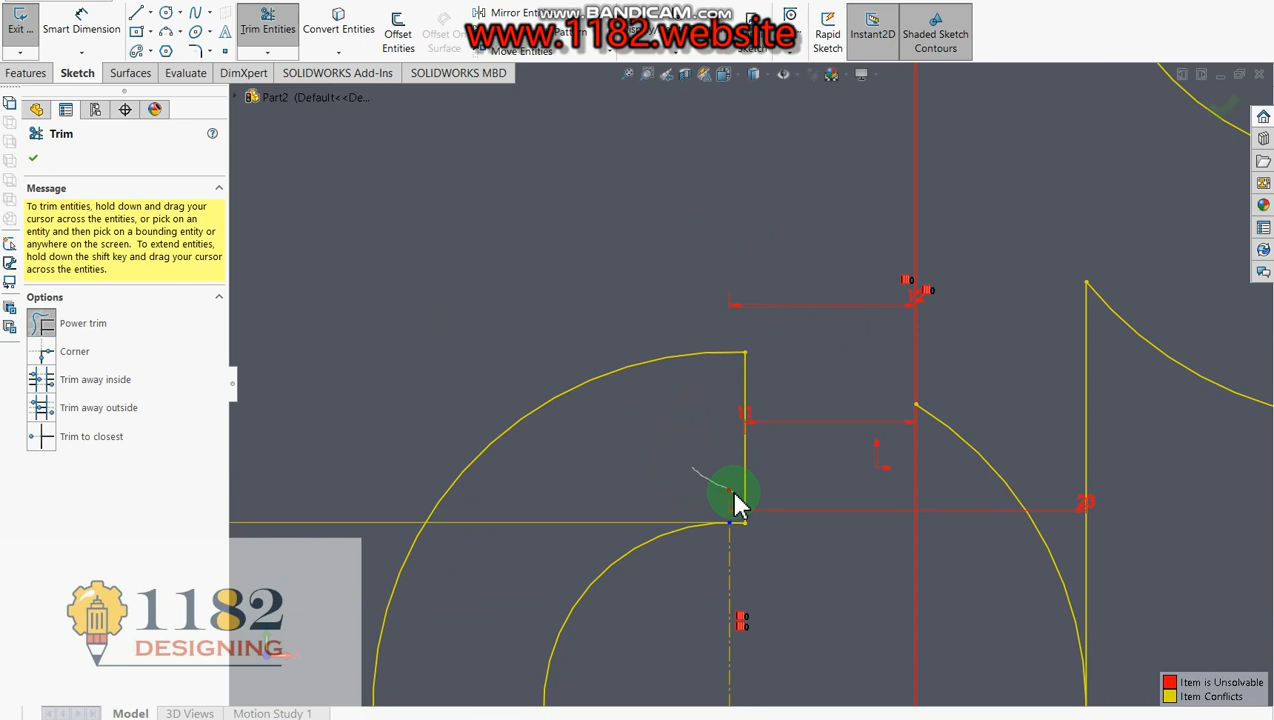 www.BANDICAM.com
www.1182.website
Exit ...
Smart Dimension
Trim Entities
Convert Entities
Offset Entities
Offset On Surface
Mirror Entities
Move Entities
Rapid Sketch
Instant2D
Shaded Sketch Contours
Features
Sketch
Surfaces
Evaluate
DimXpert
SOLIDWORKS Add-Ins
SOLIDWORKS MBD
Part2 (Default<<De...
Trim
Message
To trim entities, hold down and drag your
cursor across the entities, or pick on an
entity and then pick on a bounding entity or
anywhere on the screen. To extend entities,
hold down the shift key and drag your cursor
across the entities.
Options
Power trim
Corner
Trim away inside
Trim away outside
Trim to closest
12
11
23
1182
DESIGNING
Item is Unsolvable
Item Conflicts
Model
3D Views
Motion Study 1